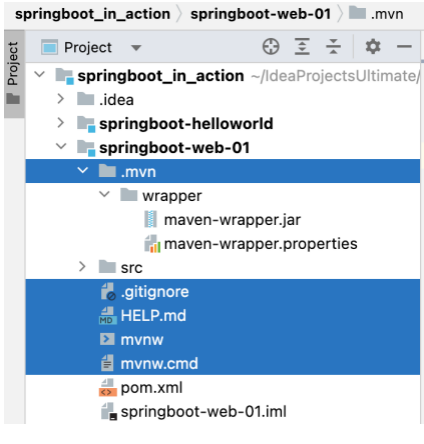 springboot_in_action springboot-web-01 .mvn
Project
Project
springboot_in_action ~/IdeaProjectsUltimate/
.idea
springboot-helloworld
springboot-web-01
.mvn
wrapper
maven-wrapper.jar
maven-wrapper.properties
src
.gitignore
MD HELP.md
mvnw
mvnw.cmd
pom.xml
springboot-web-01.iml